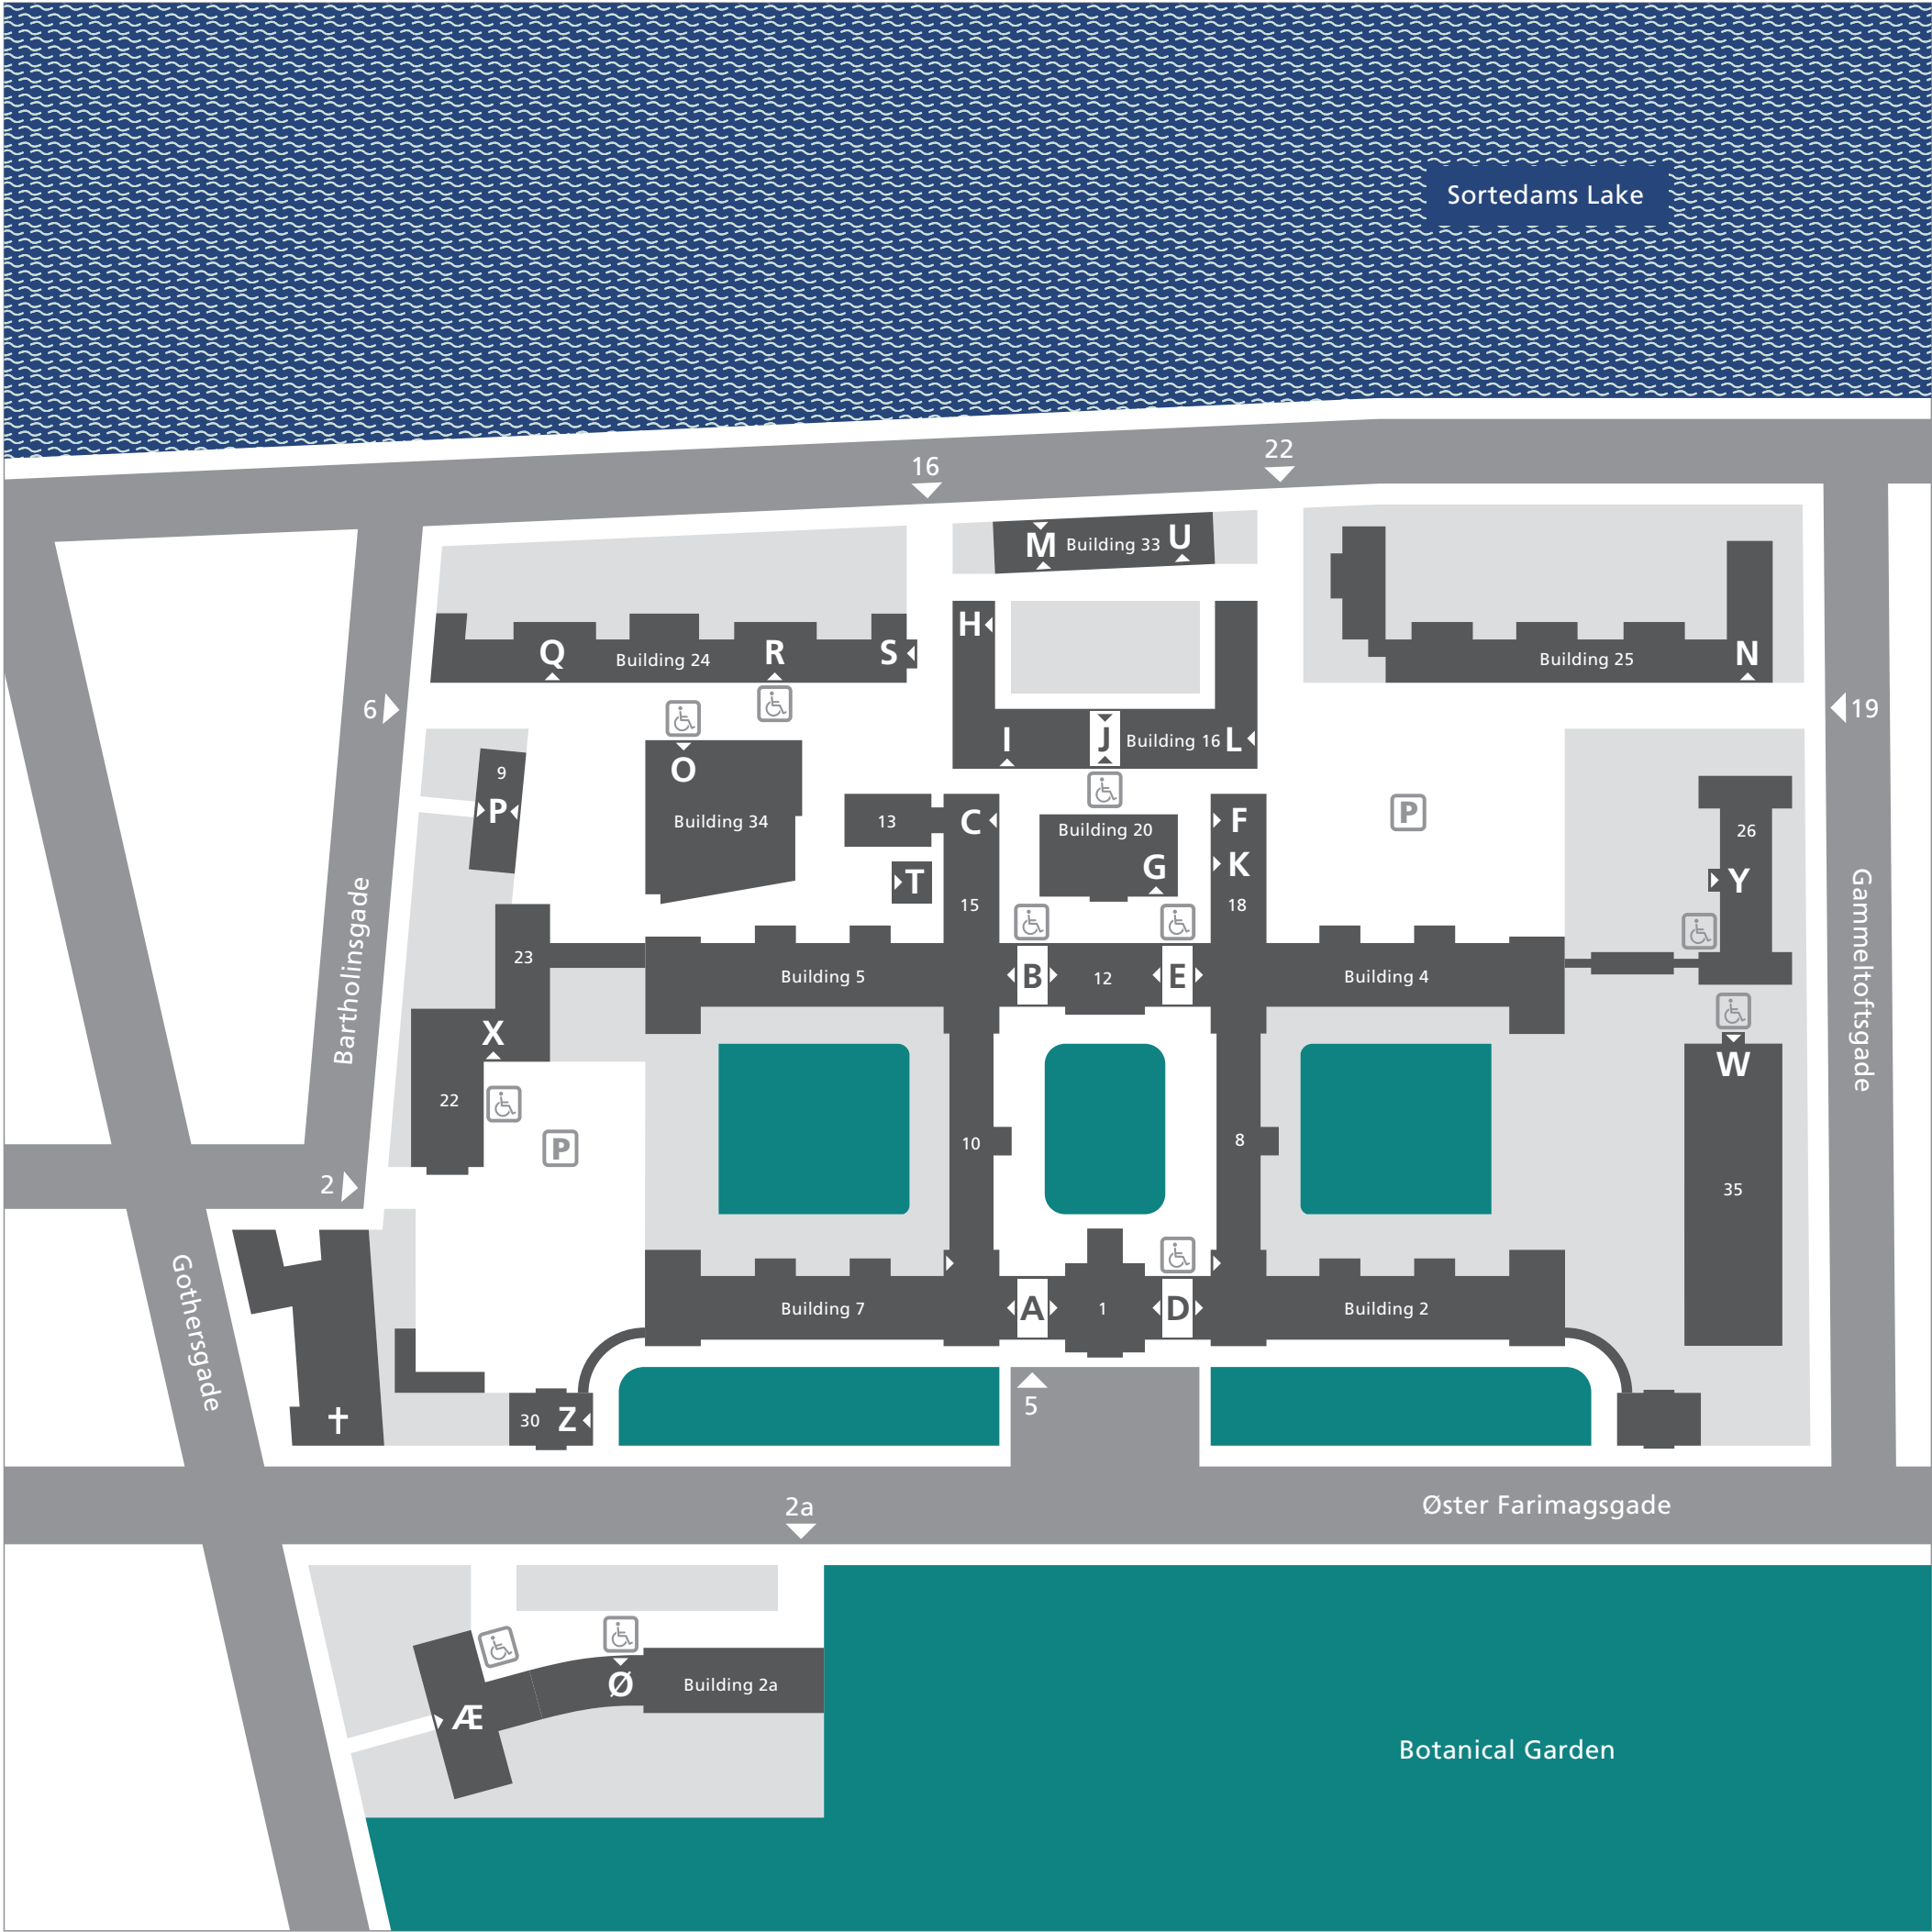 Sortedams Lake
22
16
M
Building 33
U
H
Q
Building 24
R
S
Building 25
N
6
19
I
J
Building 16
L
9
P
O
Building 34
13
C
Building 20
F
P
26
T
G
K
Y
15
18
Bartholinsgade
Gammeltoftsgade
23
Building 5
B
12
E
Building 4
X
W
22
P
10
8
35
2
Gothersgade
Building 7
A
1
D
Building 2
5
30
Z
2a
Øster Farimagsgade
Ø
Building 2a
Æ
Botanical Garden